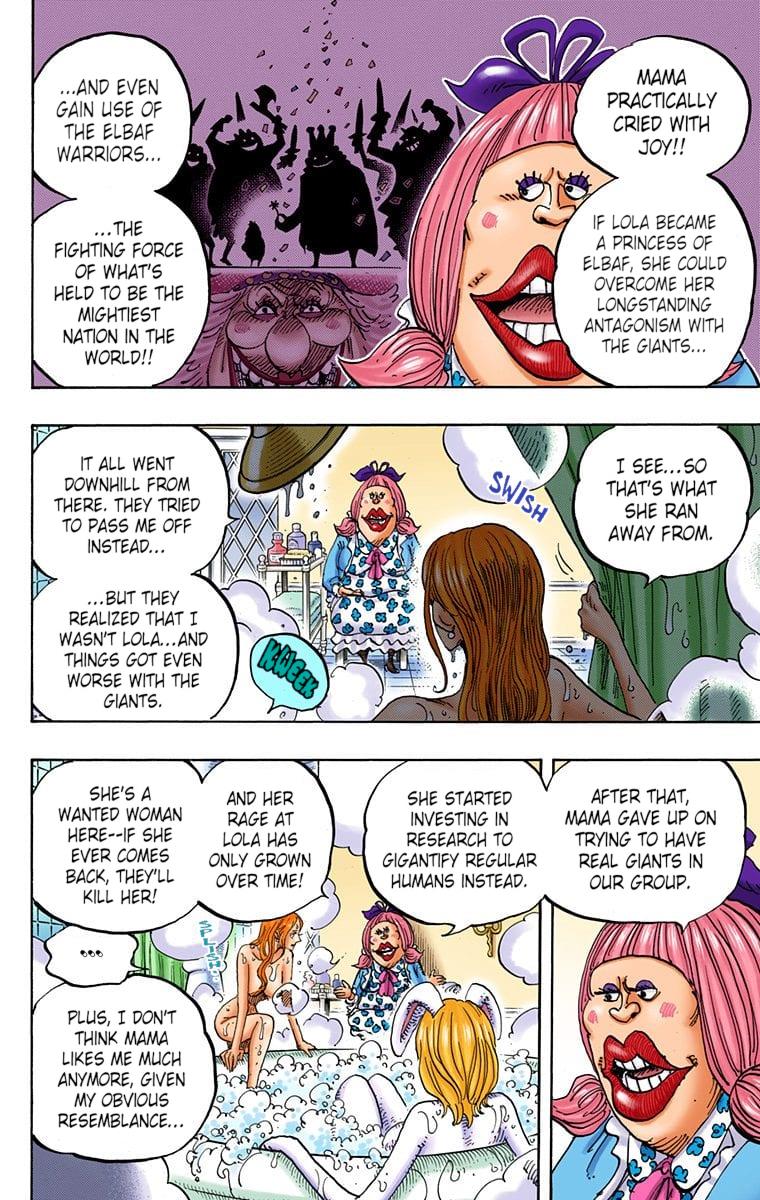 MAMA
PRACTICALLY
CRIED WITH
JOY!!
IF LOLA BECAME
A PRINCESS OF
ELBAF, SHE COULD
OVERCOME HER
LONGSTANDING
ANTAGONISM WITH
THE GIANTS...
...AND EVEN
GAIN USE OF
THE ELBAF
WARRIORS...
...THE
FIGHTING FORCE
OF WHAT'S
HELD TO BE THE
MIGHTIEST
NATION IN THE
WORLD!!
I SEE...SO
THAT'S WHAT
SHE RAN
AWAY FROM.
SWISH
IT ALL WENT
DOWNHILL FROM
THERE. THEY TRIED
TO PASS ME OFF
INSTEAD...
...BUT THEY
REALIZED THAT I
WASN'T LOLA...AND
THINGS GOT EVEN
WORSE WITH THE
GIANTS.
KWEEK
AFTER THAT,
MAMA GAVE UP ON
TRYING TO HAVE
REAL GIANTS IN
OUR GROUP.
SHE STARTED
INVESTING IN
RESEARCH TO
GIGANTIFY REGULAR
HUMANS INSTEAD.
AND HER
RAGE AT
LOLA HAS
ONLY GROWN
OVER TIME!
SHE'S A
WANTED WOMAN
HERE--IF SHE
EVER COMES
BACK, THEY'LL
KILL HER!
SPLISH
...
PLUS, I DON'T
THINK MAMA
LIKES ME MUCH
ANYMORE, GIVEN
MY OBVIOUS
RESEMBLANCE...